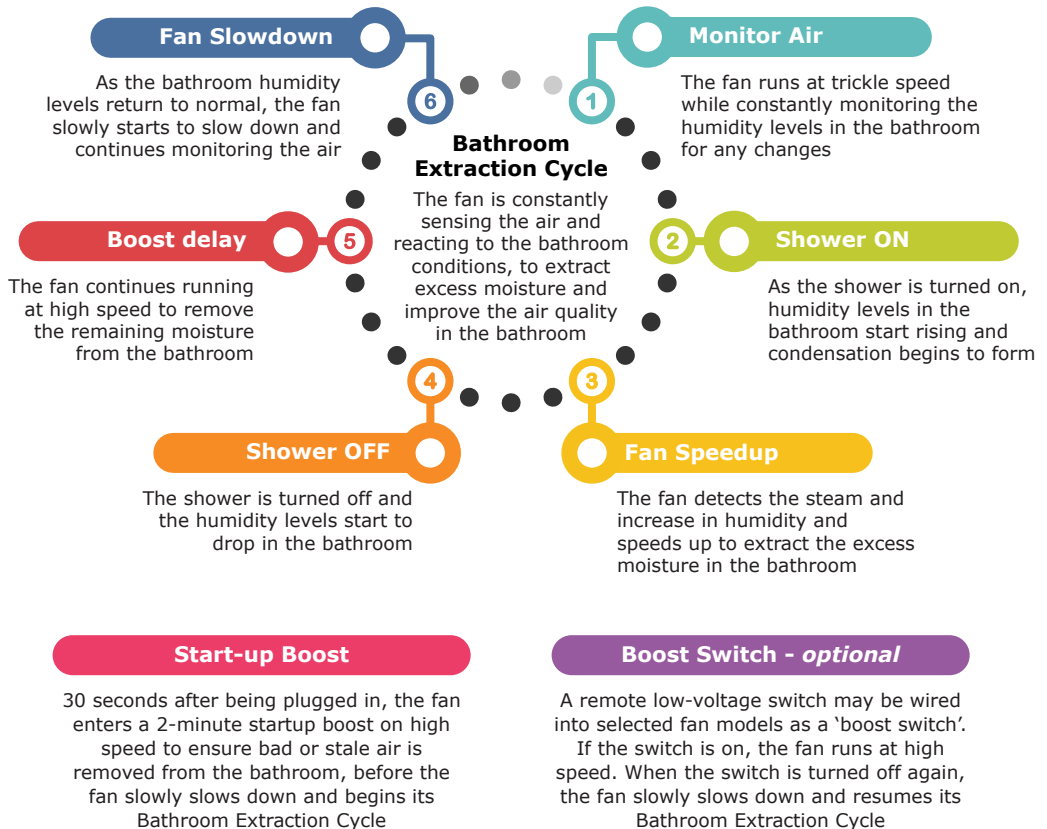 Bathroom
Extraction Cycle
The fan is constantly
sensing the air and
reacting to the bathroom
conditions, to extract
excess moisture and
improve the air quality
in the bathroom
1
Monitor Air
The fan runs at trickle speed
while constantly monitoring the
humidity levels in the bathroom
for any changes
2
Shower ON
As the shower is turned on,
humidity levels in the
bathroom start rising and
condensation begins to form
3
Fan Speedup
The fan detects the steam and
increase in humidity and
speeds up to extract the excess
moisture in the bathroom
4
Shower OFF
The shower is turned off and
the humidity levels start to
drop in the bathroom
5
Boost delay
The fan continues running
at high speed to remove
the remaining moisture
from the bathroom
6
Fan Slowdown
As the bathroom humidity
levels return to normal, the fan
slowly starts to slow down and
continues monitoring the air
Start-up Boost
30 seconds after being plugged in, the fan
enters a 2-minute startup boost on high
speed to ensure bad or stale air is
removed from the bathroom, before the
fan slowly slows down and begins its
Bathroom Extraction Cycle
Boost Switch - optional
A remote low-voltage switch may be wired
into selected fan models as a ‘boost switch’.
If the switch is on, the fan runs at high
speed. When the switch is turned off again,
the fan slowly slows down and resumes its
Bathroom Extraction Cycle